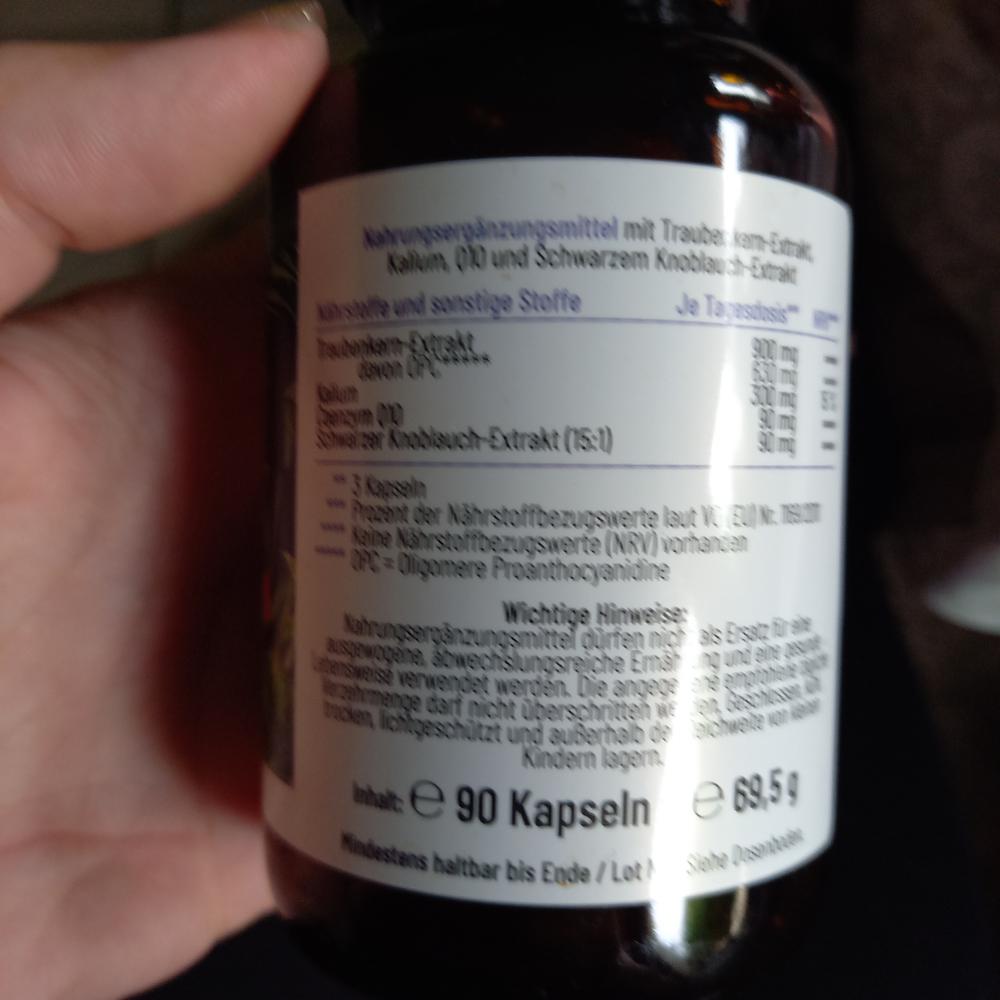 Nahrungsergänzungsmittel mit Traubenkern-Extrakt,
Kalium, Q10 und Schwarzem Knoblauch-Extrakt
Nährstoffe und sonstige Stoffe Je Tagesdosis** NRV***
Traubenkern-Extrakt 900 mg –
davon OPC***** 630 mg –
Kalium 300 mg
Coenzym Q10 90 mg –
Schwarzer Knoblauch-Extrakt (15:1) 90 mg –
** 3 Kapseln
*** Prozent der Nährstoffbezugswerte laut VO (EU) Nr. 1169/2011
**** Keine Nährstoffbezugswerte (NRV) vorhanden
***** OPC = Oligomere Proanthocyanidine
Wichtige Hinweise:
Nahrungsergänzungsmittel dürfen nicht als Ersatz für eine
ausgewogene, abwechslungsreiche Ernährung und eine gesunde
Lebensweise verwendet werden. Die angegebene empfohlene tägliche
Verzehrmenge darf nicht überschritten werden. Geschlossen, kühl,
trocken, lichtgeschützt und außerhalb der Reichweite von kleinen
Kindern lagern.
Inhalt: ℮ 90 Kapseln ℮ 69,5 g
Mindestens haltbar bis Ende / Lot Siehe Dosenboden.